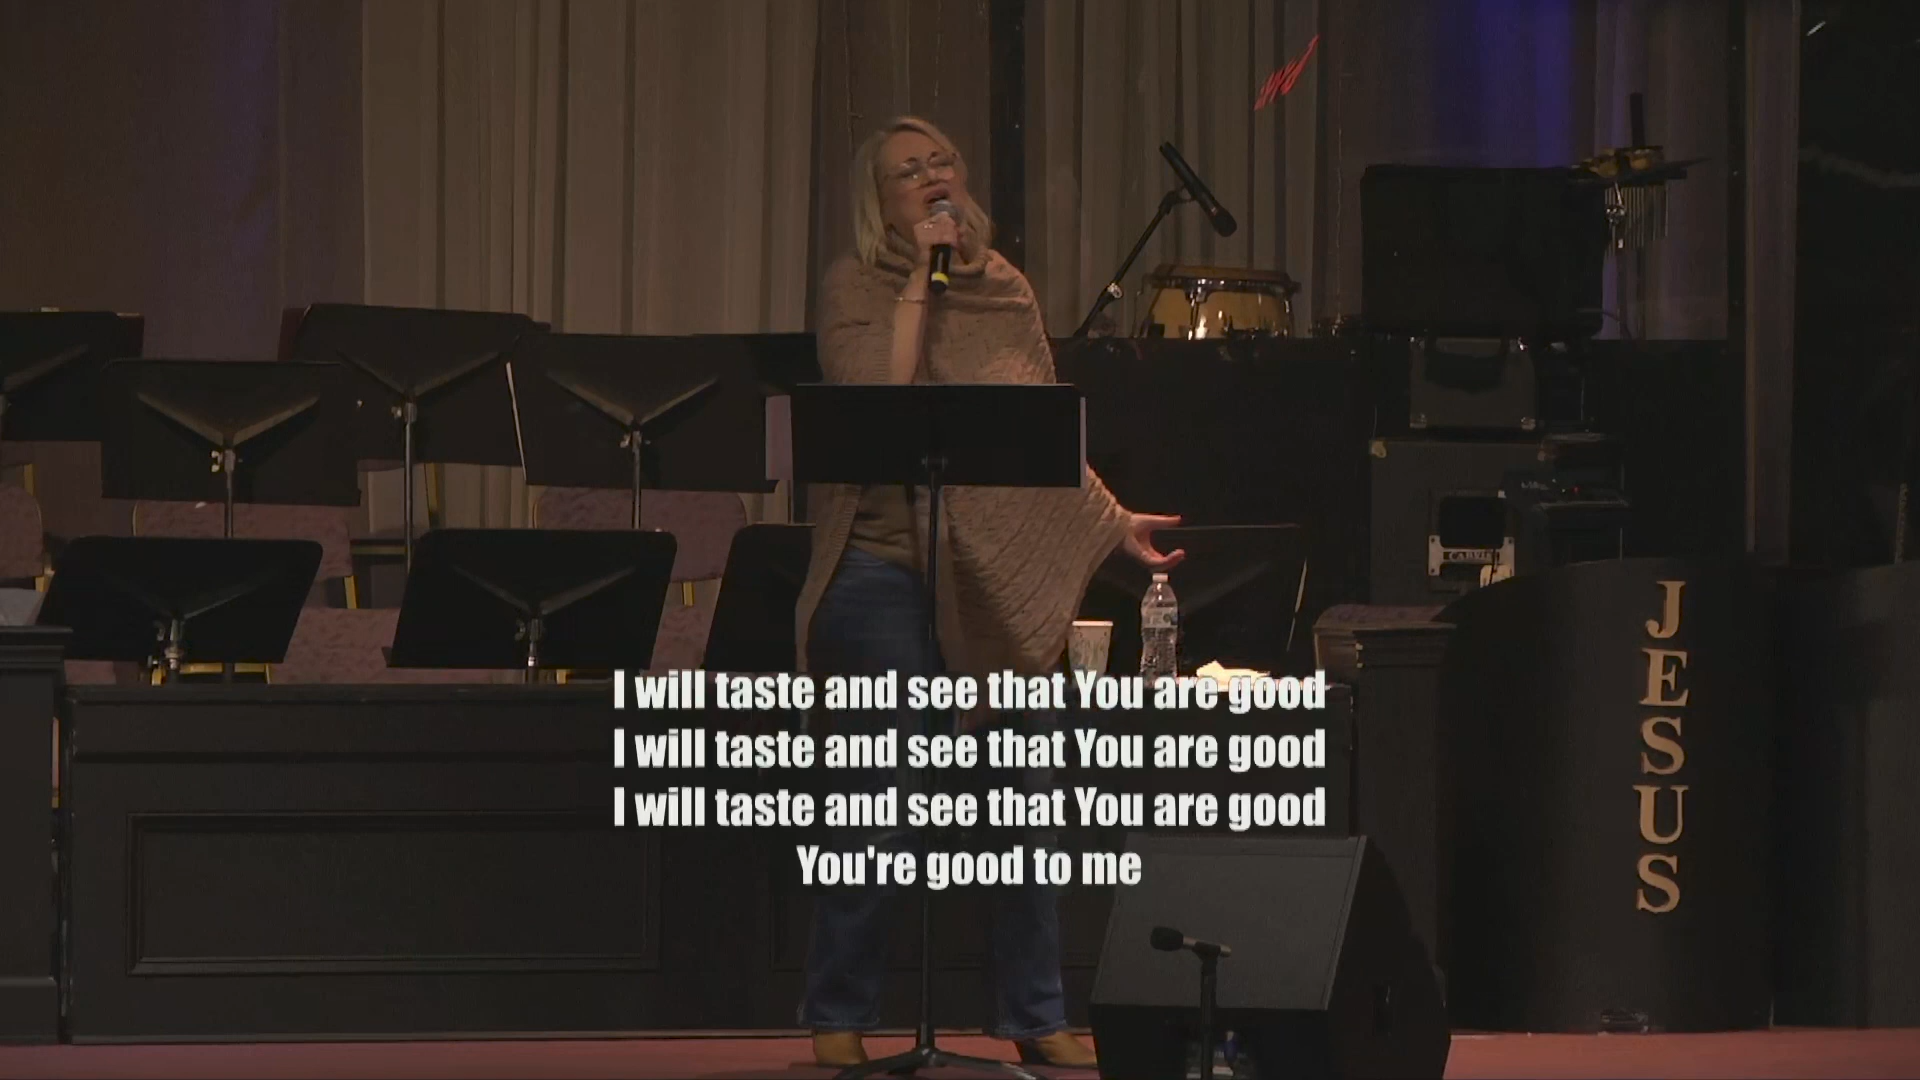 I will taste and see that You are good
I will taste and see that You are good
I will taste and see that You are good
You're good to me
JESUS
CARVIN